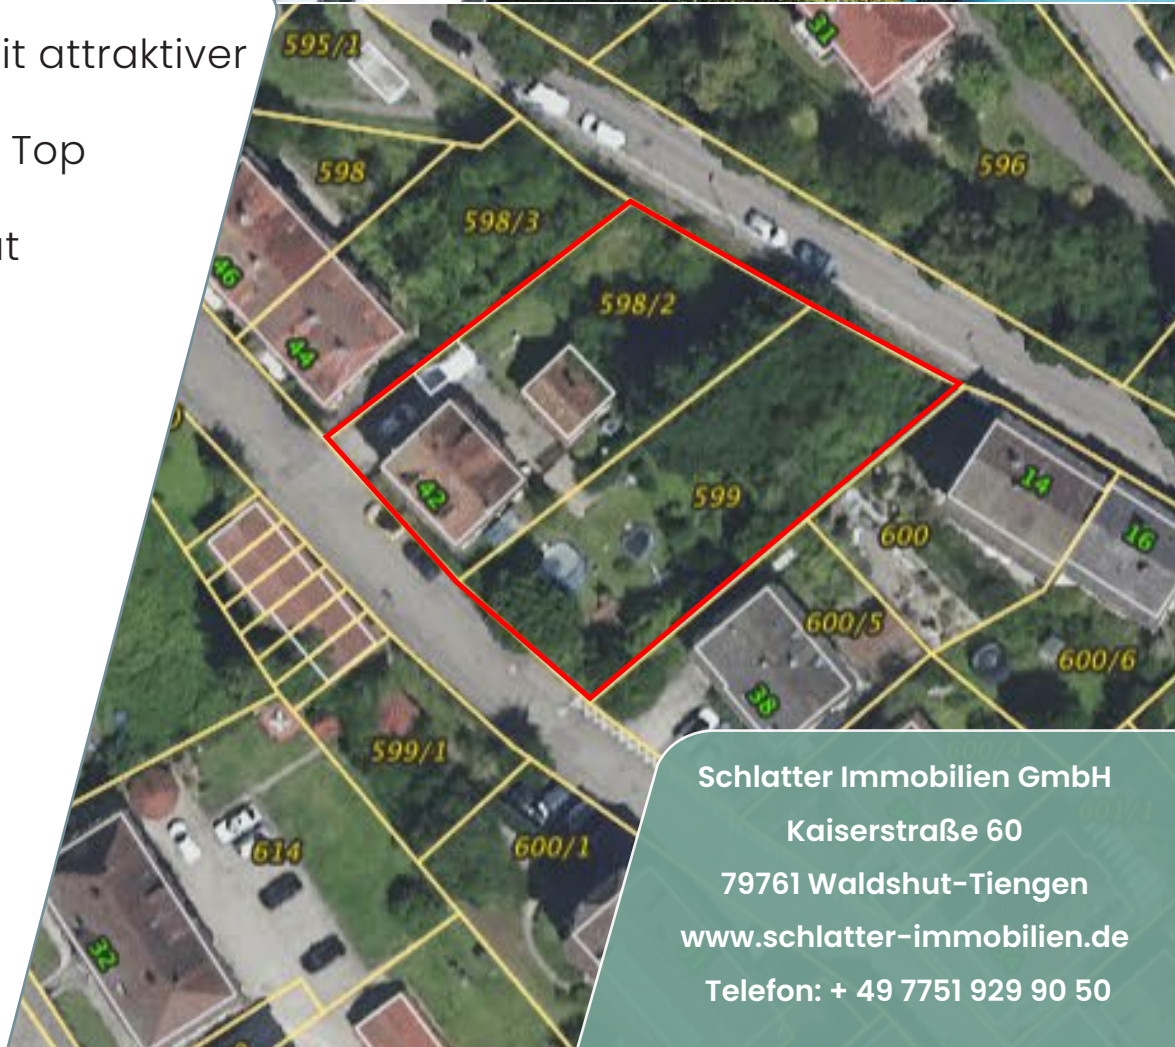 it attraktiver
Top
ut
595/1
31
598
596
598/3
46
598/2
44
42
599
14
600
16
600/5
600/6
38
599/1
614
600/1
32
Schlatter Immobilien GmbH
Kaiserstraße 60
79761 Waldshut-Tiengen
www.schlatter-immobilien.de
Telefon: + 49 7751 929 90 50